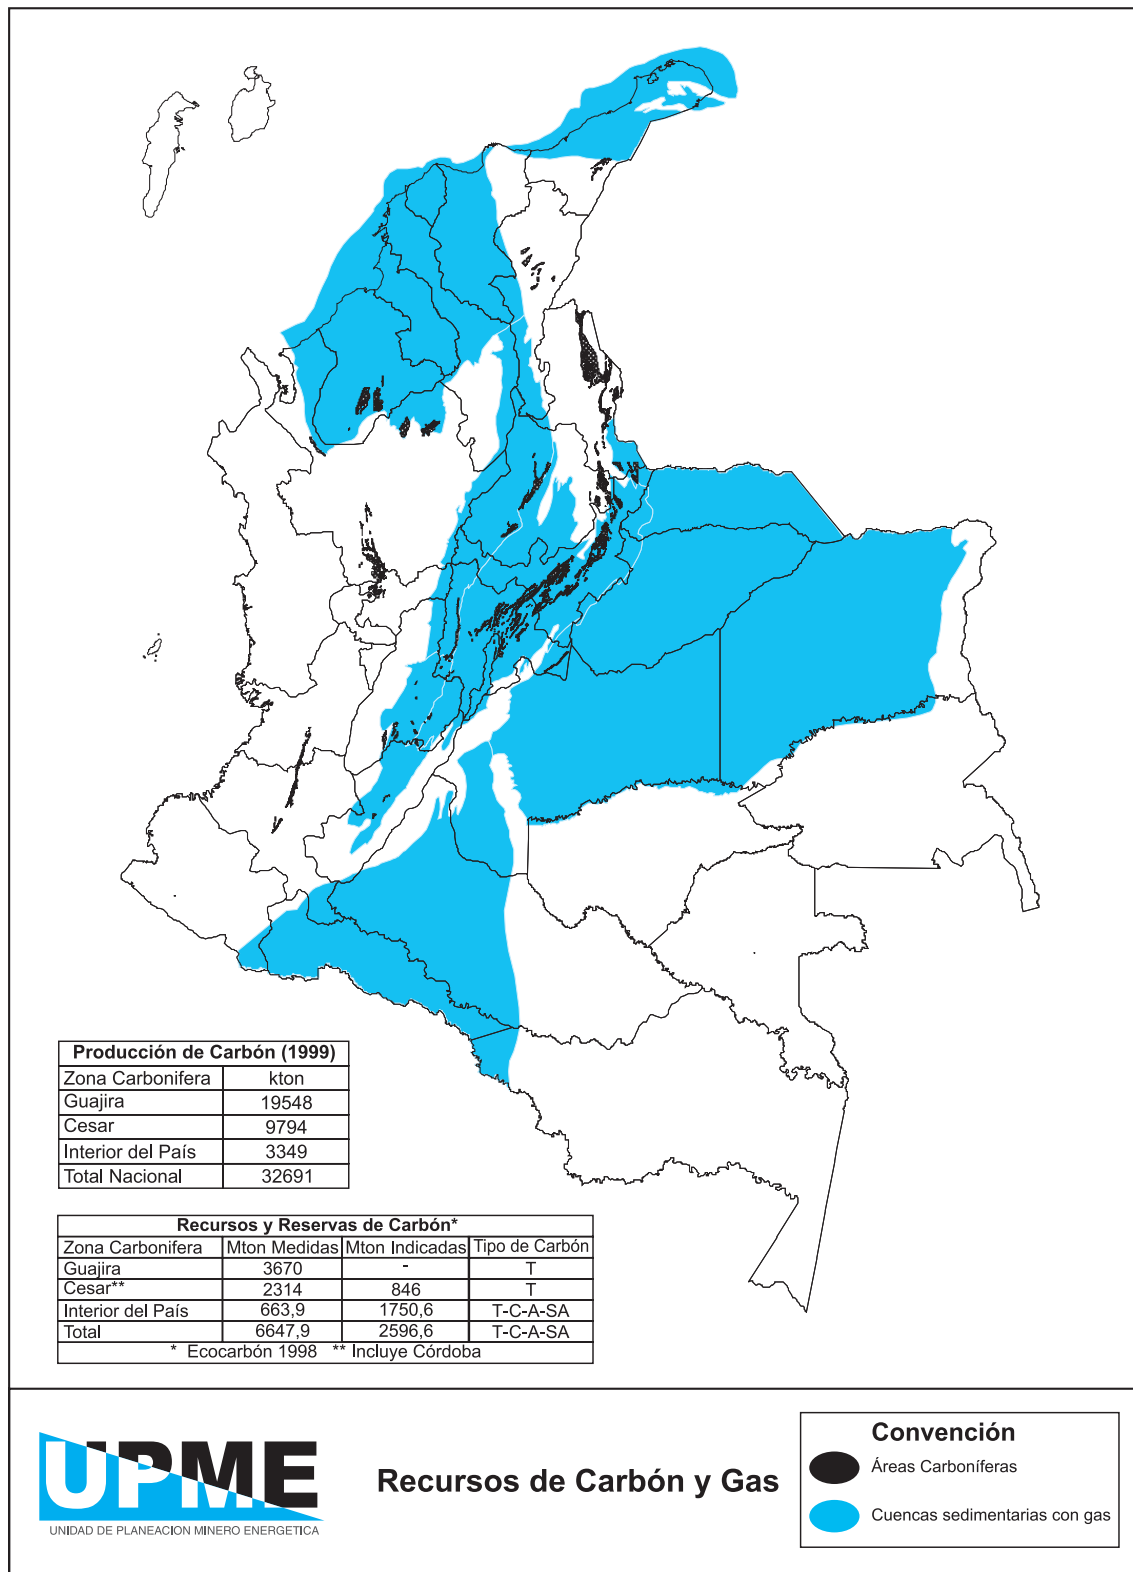 Producción de Carbón (1999)
Zona Carbonifera kton
Guajira 19548
Cesar 9794
Interior del País 3349
Total Nacional 32691
Recursos y Reservas de Carbón*
Zona Carbonifera Mton Medidas Mton Indicadas Tipo de Carbón
Guajira 3670 - T
Cesar** 2314 846 T
Interior del País 663,9 1750,6 T-C-A-SA
Total 6647,9 2596,6 T-C-A-SA
* Ecocarbón 1998 ** Incluye Córdoba
UPME
UNIDAD DE PLANEACION MINERO ENERGETICA
Recursos de Carbón y Gas
Convención
Áreas Carboníferas
Cuencas sedimentarias con gas